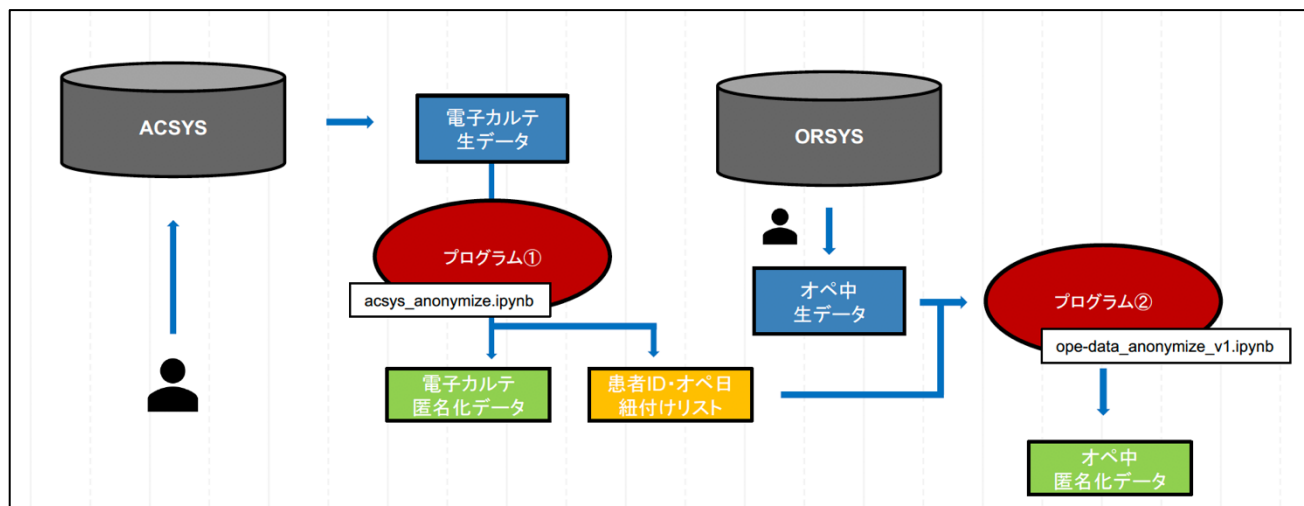 ACSYS
電子カルテ
生データ
プログラム①
acsys_anonymize.ipynb
電子カルテ
匿名化データ
患者ID・オペ日
紐付けリスト
ORSYS
オペ中
生データ
プログラム②
ope-data_anonymize_v1.ipynb
オペ中
匿名化データ